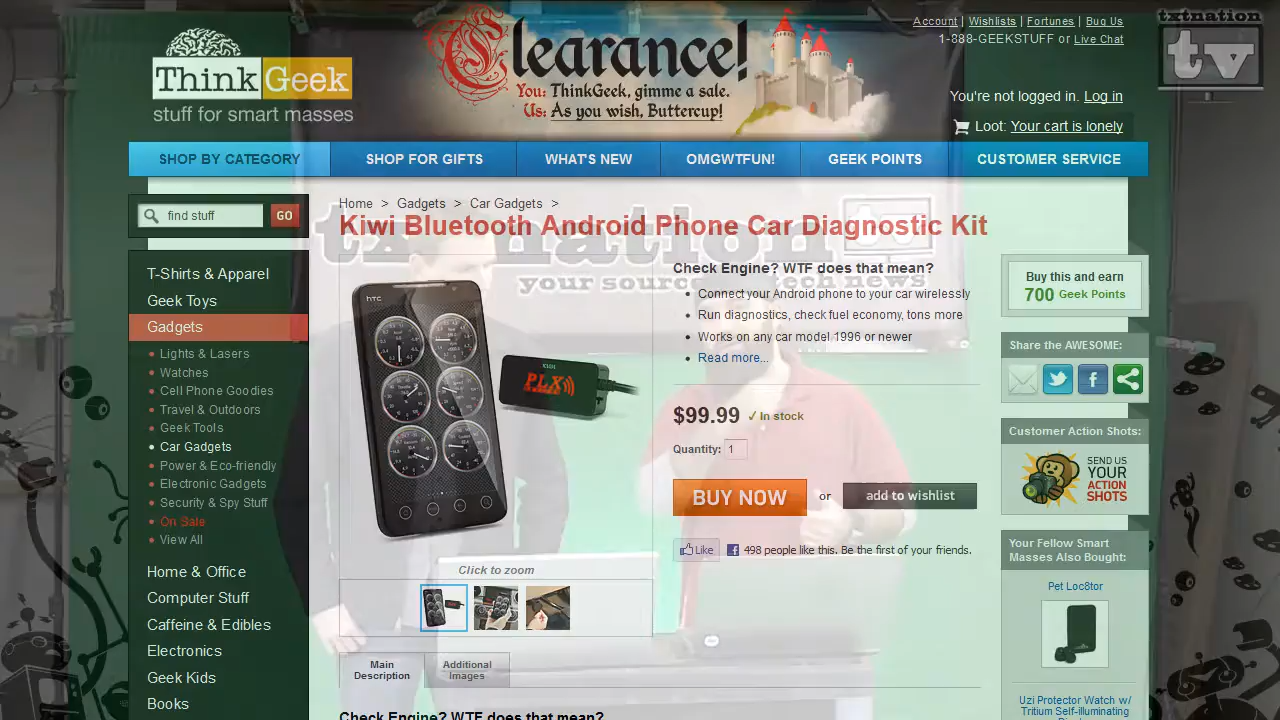 Account | Wishlists | Fortunes | Bug Us
1-888-GEEKSTUFF or Live Chat
txtnation
tv
Clearance!
You: ThinkGeek, gimme a sale.
Us: As you wish, Buttercup!
ThinkGeek
stuff for smart masses
You're not logged in. Log in
Loot: Your cart is lonely
SHOP BY CATEGORY
SHOP FOR GIFTS
WHAT'S NEW
OMGWTFUN!
GEEK POINTS
CUSTOMER SERVICE
find stuff
GO
T-Shirts & Apparel
Geek Toys
Gadgets
Lights & Lasers
Watches
Cell Phone Goodies
Travel & Outdoors
Geek Tools
Car Gadgets
Power & Eco-friendly
Electronic Gadgets
Security & Spy Stuff
On Sale
View All
Home & Office
Computer Stuff
Caffeine & Edibles
Electronics
Geek Kids
Books
Home > Gadgets > Car Gadgets >
Kiwi Bluetooth Android Phone Car Diagnostic Kit
txtnation tv
your source tech news
hTC
PLX
Click to zoom
Check Engine? WTF does that mean?
Connect your Android phone to your car wirelessly
Run diagnostics, check fuel economy, tons more
Works on any car model 1996 or newer
Read more...
$99.99 ✓ In stock
Quantity: 1
BUY NOW or add to wishlist
Like 498 people like this. Be the first of your friends.
Main Description
Additional Images
Check Engine? WTF does that mean?
Buy this and earn
700 Geek Points
Share the AWESOME:
Customer Action Shots:
SEND US
YOUR
ACTION
SHOTS
Your Fellow Smart
Masses Also Bought:
Pet Loc8tor
Uzi Protector Watch w/
Tritium Self-illuminating